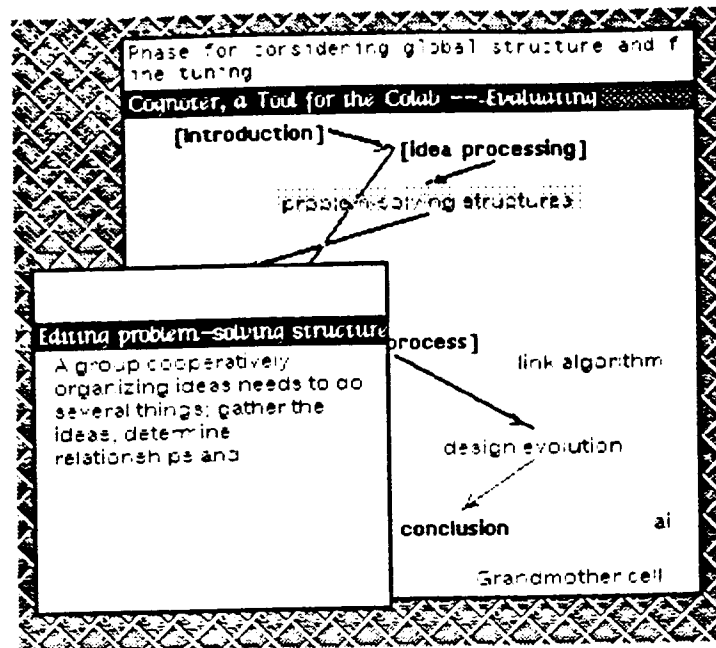 Phase for considering global structure and f
ine tuning
Cognoter, a Tool for the Colab -- Evaluating
[introduction]
[idea processing]
problem-solving structures
Editing problem-solving structure
process]
A group cooperatively
organizing ideas needs to do
several things; gather the
ideas, determine
relationships and
link algorithm
design evolution
conclusion
ai
Grandmother cell